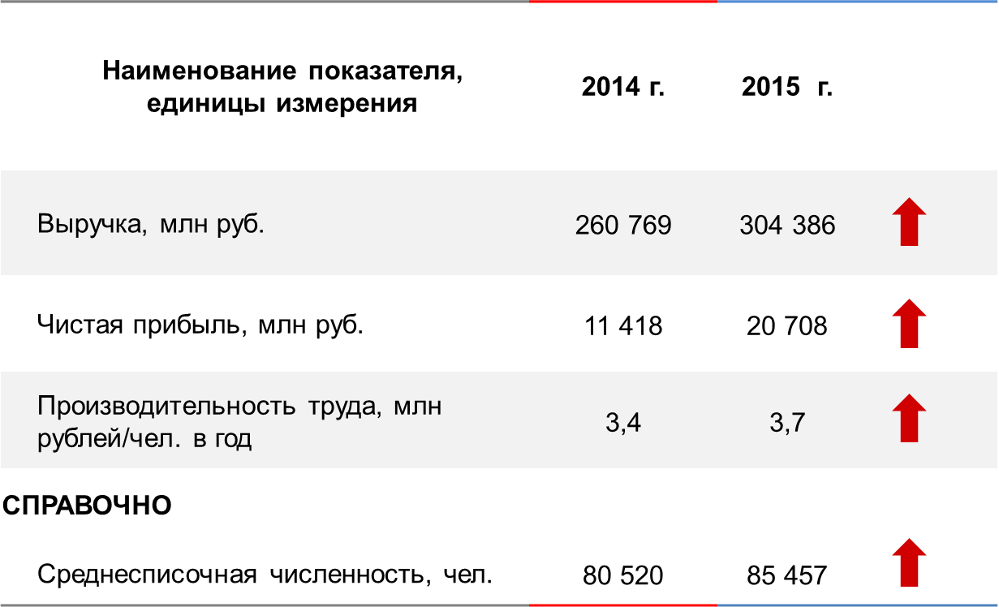 Наименование показателя,
единицы измерения
2014 г.
2015 г.
Выручка, млн руб.
260 769
304 386
Чистая прибыль, млн руб.
11 418
20 708
Производительность труда, млн
рублей/чел. в год
3,4
3,7
СПРАВОЧНО
Среднесписочная численность, чел.
80 520
85 457